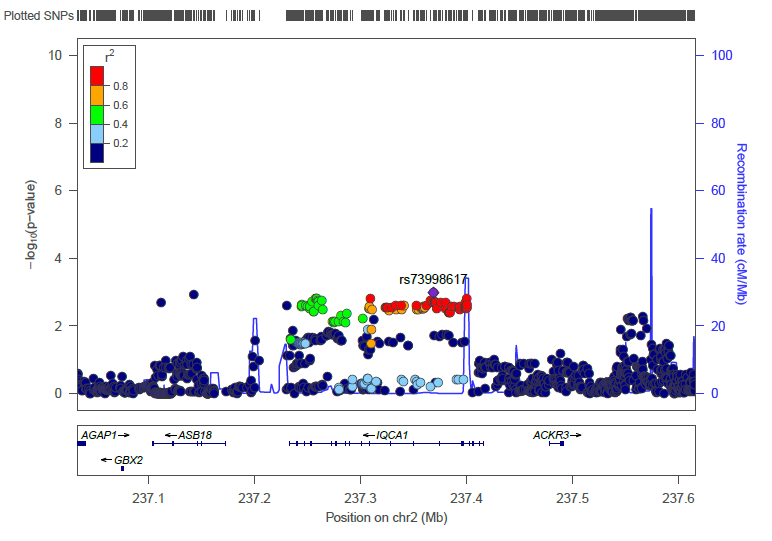 Plotted SNPs
r2
0.8
0.6
0.4
0.2
10
8
6
4
2
0
−log10(p−value)
100
80
60
40
20
0
Recombination rate (cM/Mb)
rs73998617
AGAP1→
←ASB18
←IQCA1
ACKR3→
←GBX2
237.1 237.2 237.3 237.4 237.5 237.6
Position on chr2 (Mb)